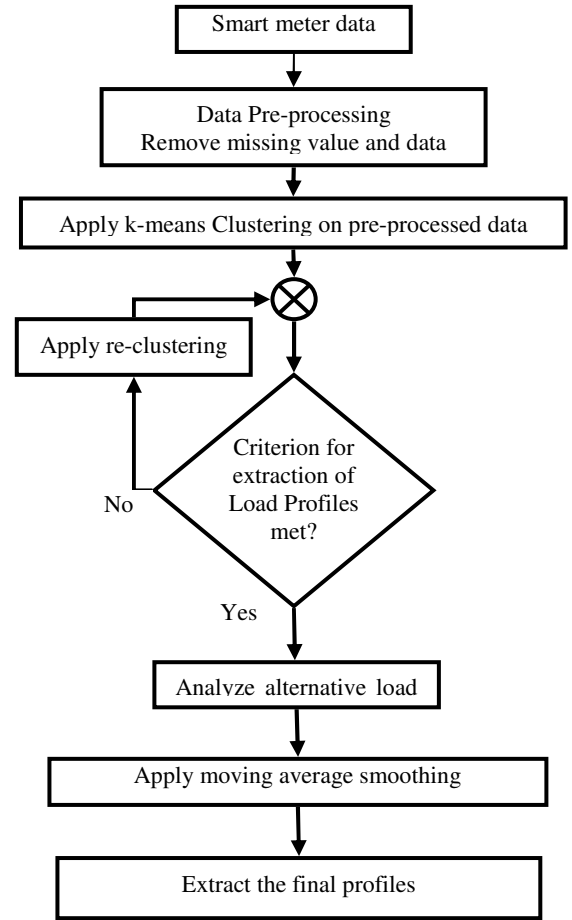 Smart meter data
Data Pre-processing
Remove missing value and data
Apply k-means Clustering on pre-processed data
Apply re-clustering
Criterion for
extraction of
Load Profiles
met?
No
Yes
Analyze alternative load
Apply moving average smoothing
Extract the final profiles